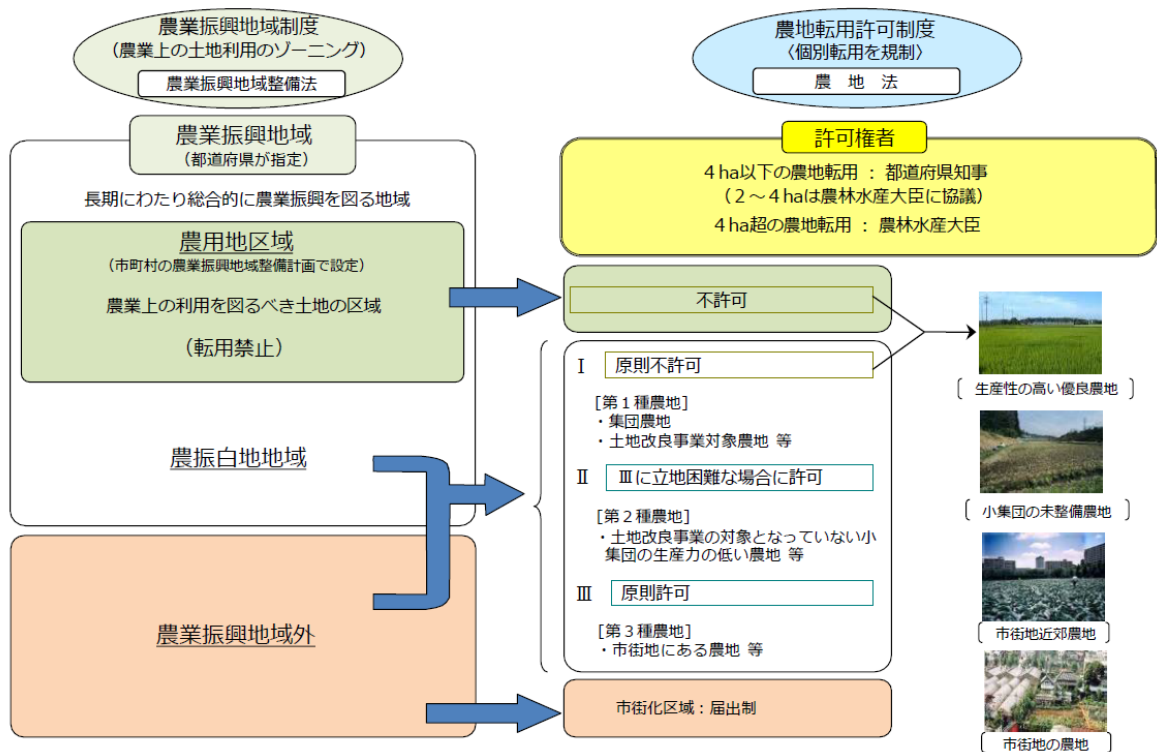 農業振興地域制度
(農業上の土地利用のゾーニング)
農業振興地域整備法
農業振興地域
(都道府県が指定)
長期にわたり総合的に農業振興を図る地域
農用地区域
(市町村の農業振興地域整備計画で設定)
農業上の利用を図るべき土地の区域
(転用禁止)
農振白地地域
農業振興地域外
農地転用許可制度
〈個別転用を規制〉
農 地 法
許可権者
4ha以下の農地転用 : 都道府県知事
(2~4haは農林水産大臣に協議)
4ha超の農地転用 : 農林水産大臣
不許可
Ⅰ 原則不許可
[第1種農地]
・集団農地
・土地改良事業対象農地 等
Ⅱ Ⅲに立地困難な場合に許可
[第2種農地]
・土地改良事業の対象となっていない小
集団の生産力の低い農地 等
Ⅲ 原則許可
[第3種農地]
・市街地にある農地 等
市街化区域:届出制
生産性の高い優良農地
小集団の未整備農地
市街地近郊農地
市街地の農地